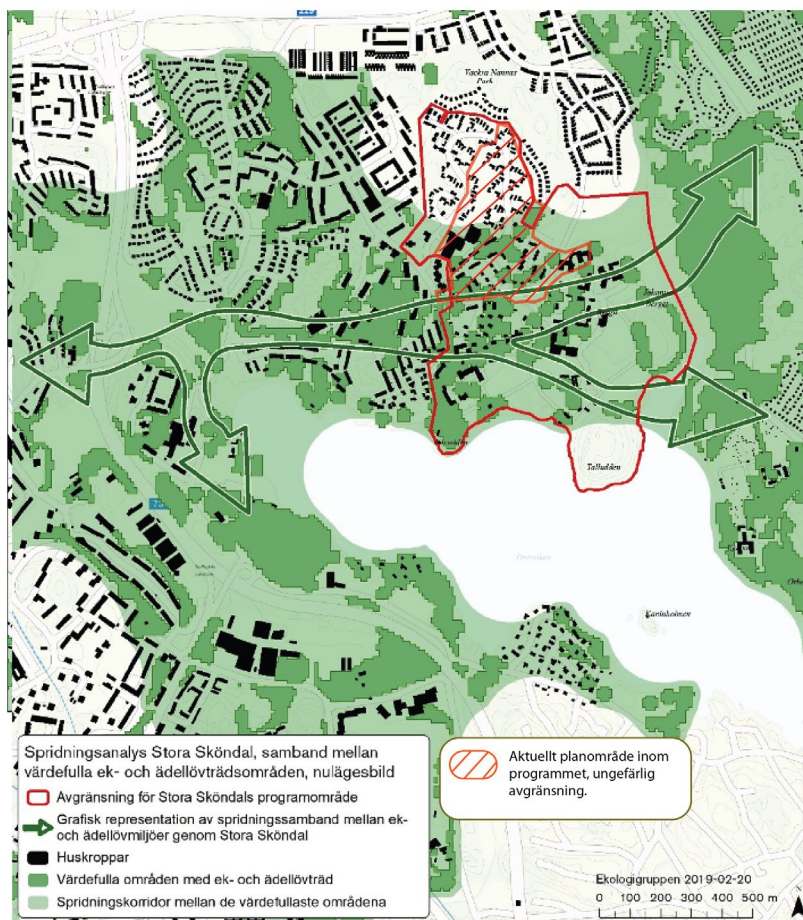 229
Vackra Nannas
Park
Talludden
Drevviken
Kaninholmen
Spridningsanalys Stora Sköndal, samband mellan
värdefulla ek- och ädellövträdsområden, nulägesbild
Avgränsning för Stora Sköndals programområde
Grafisk representation av spridningssamband mellan ek-
och ädellövmiljöer genom Stora Sköndal
Huskroppar
Värdefulla områden med ek- och ädellövträd
Spridningskorridor mellan de värdefullaste områdena
Aktuellt planområde inom
programmet, ungefärlig
avgränsning.
Ekologigruppen 2019-02-20
0 100 200 300 400 500 m